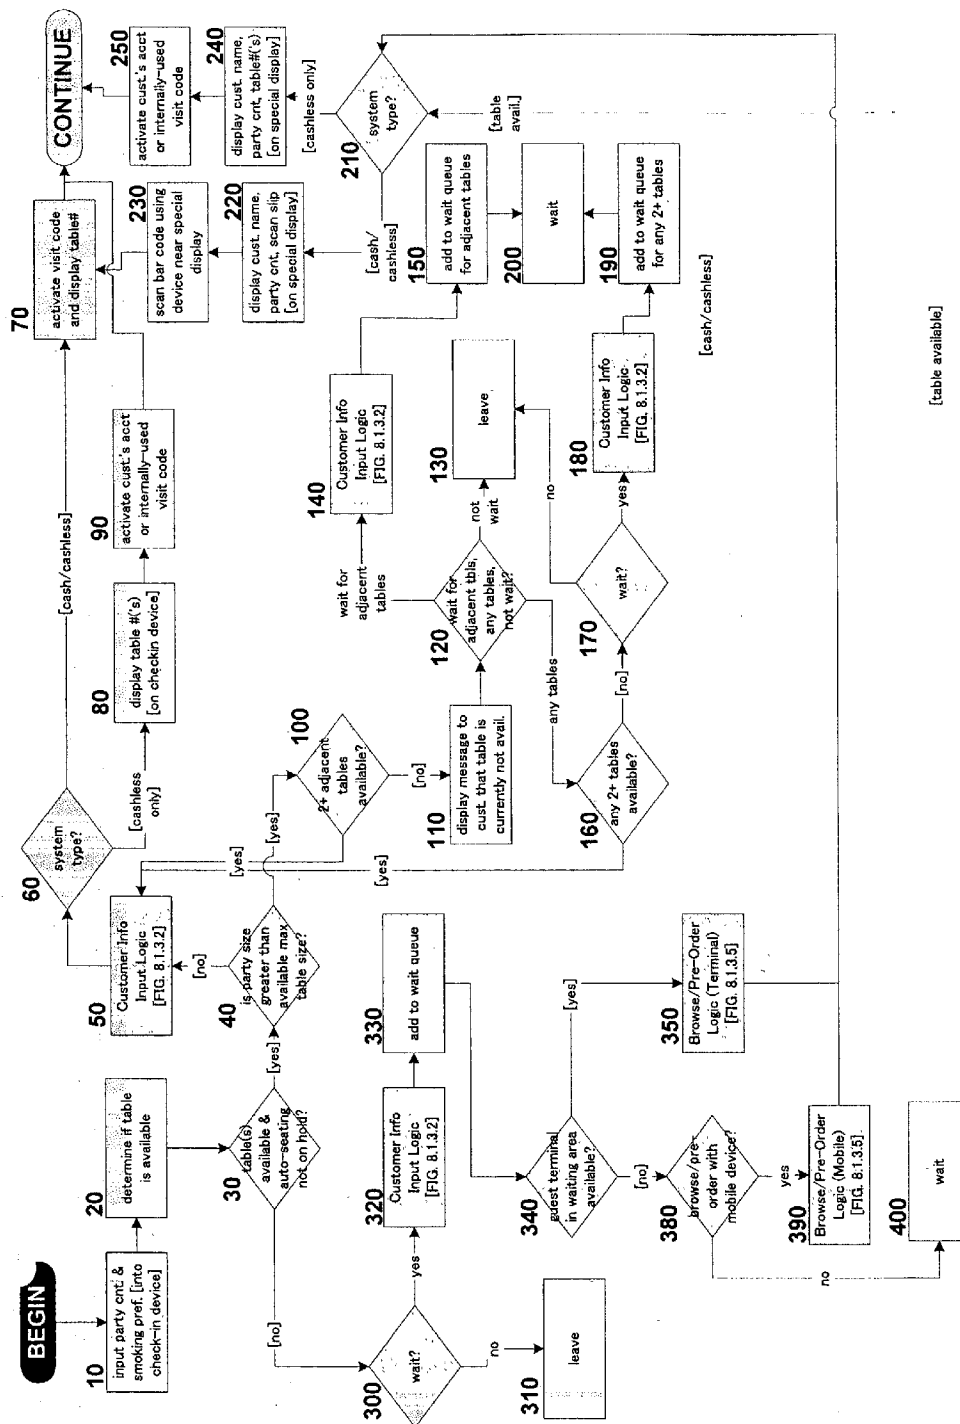 BEGIN
10
input party cnt. &
smoking pref. [into
check-in device]
20
determine if table
is available
30
table(s)
available &
auto-seating
not on hold?
[yes]
[no]
40
is party size
greater than
available max
table size?
[no]
[yes]
50
Customer Info
Input Logic
[FIG. 8.1.3.2]
60
system
type?
[cash/cashless]
[cashless
only]
70
activate visit code
and display table#
CONTINUE
80
display table #('s)
[on checkin device]
90
activate cust.'s acct
or internally-used
visit code
100
2+ adjacent
tables
available?
[yes]
[no]
110
display message to
cust. that table is
currently not avail.
120
wait for
adjacent tbls,
any tables,
not wait?
wait for
adjacent
tables
not
wait
any tables
130
leave
140
Customer Info
Input Logic
[FIG. 8.1.3.2]
150
add to wait queue
for adjacent tables
160
any 2+ tables
available?
[yes]
[no]
170
wait?
no
yes
180
Customer Info
Input Logic
[FIG. 8.1.3.2]
190
add to wait queue
for any 2+ tables
200
wait
[table
avail.]
210
system
type?
[cash/
cashless]
[cashless only]
220
display cust. name,
party cnt, scan slip
[on special display]
230
scan bar code using
device near special
display
240
display cust. name,
party cnt, table#('s)
[on special display]
250
activate cust.'s acct
or internally-used
visit code
300
wait?
yes
no
310
leave
320
Customer Info
Input Logic
[FIG. 8.1.3.2]
330
add to wait queue
340
guest terminal
in waiting area
available?
[yes]
[no]
350
Browse/Pre-Order
Logic (Terminal)
[FIG. 8.1.3.5]
380
browse/pre-
order with
mobile device?
yes
no
390
Browse/Pre-Order
Logic (Mobile)
[FIG. 8.1.3.5]
400
wait
[cash/cashless]
[table available]